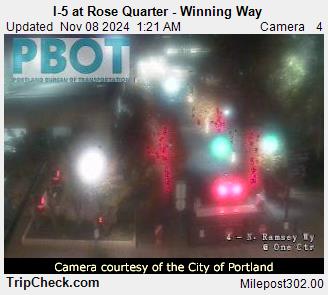 I-5 at Rose Quarter - Winning Way
Updated Nov 08 2024 1:21 AM Camera 4
PBOT
PORTLAND BUREAU OF TRANSPORTATION
4 - N. Ramsey Wy
@ One Ctr
Camera courtesy of the City of Portland
TripCheck.com Milepost302.00